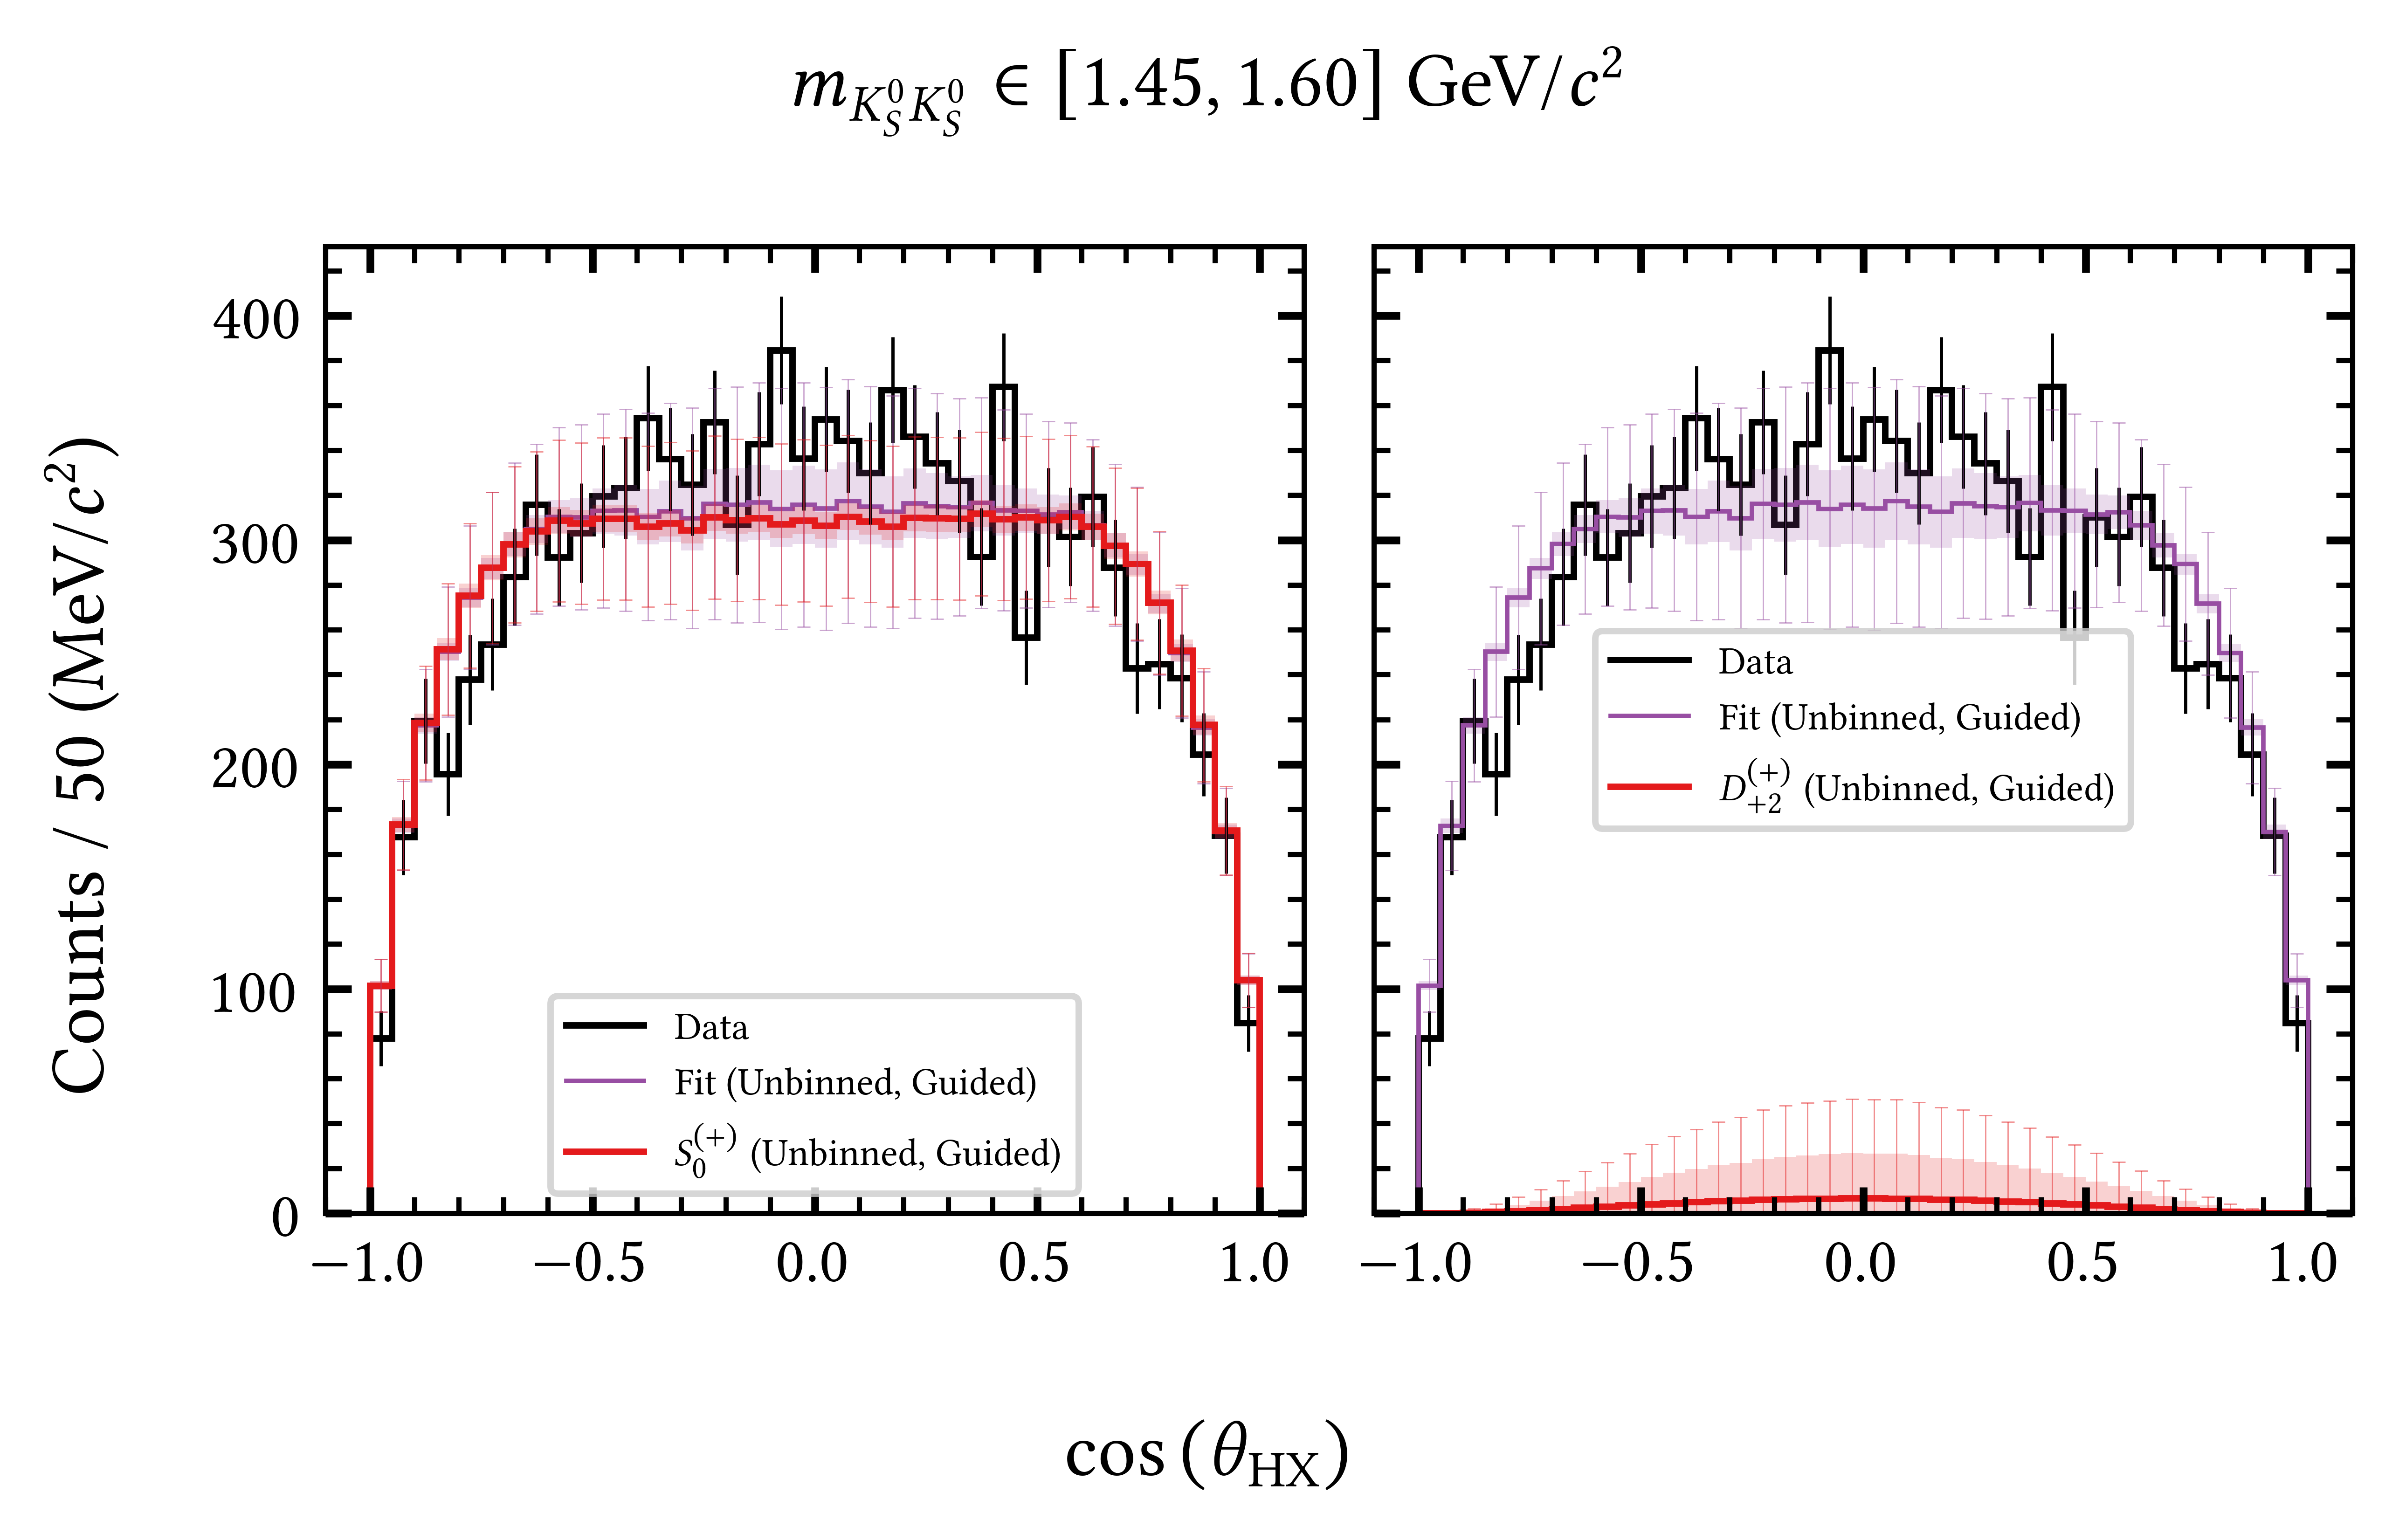 m_{K_S^0 K_S^0} ∈ [1.45, 1.60] GeV/c²
Counts / 50 (MeV/c²)
400
300
200
100
0
Data
Fit (Unbinned, Guided)
S_0^{(+)} (Unbinned, Guided)
−1.0 −0.5 0.0 0.5 1.0
Data
Fit (Unbinned, Guided)
D_{+2}^{(+)} (Unbinned, Guided)
−1.0 −0.5 0.0 0.5 1.0
cos (θ_HX)